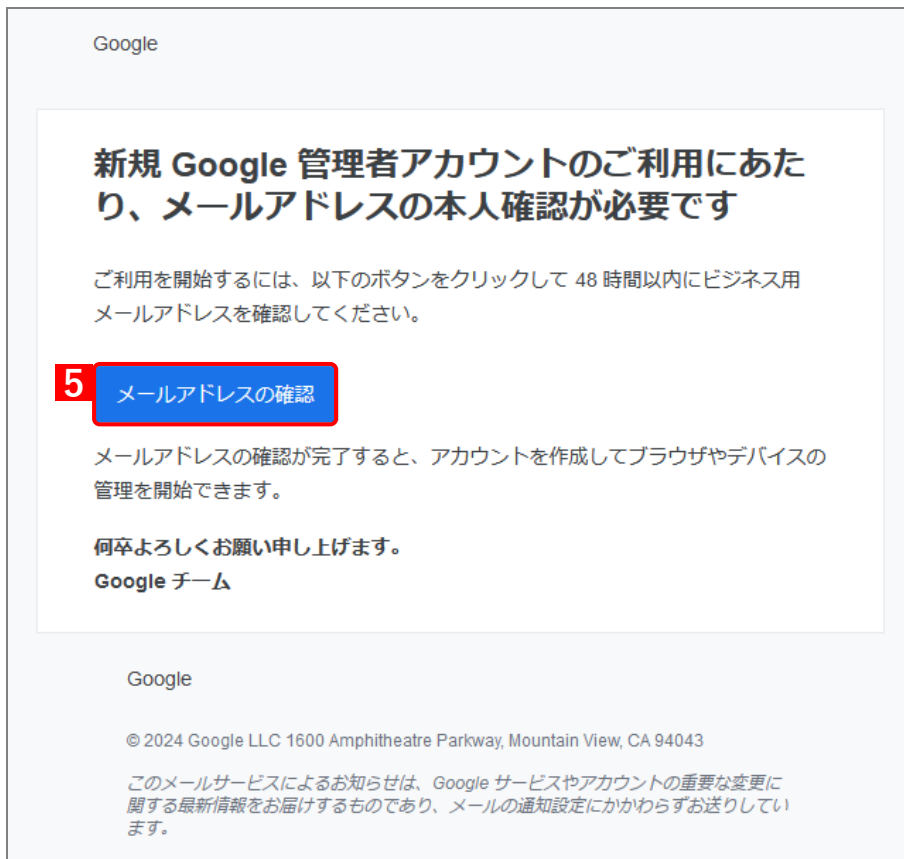 Google
新規 Google 管理者アカウントのご利用にあた
り、メールアドレスの本人確認が必要です
ご利用を開始するには、以下のボタンをクリックして 48 時間以内にビジネス用
メールアドレスを確認してください。
5 メールアドレスの確認
メールアドレスの確認が完了すると、アカウントを作成してブラウザやデバイスの
管理を開始できます。
何卒よろしくお願い申し上げます。
Google チーム
Google
© 2024 Google LLC 1600 Amphitheatre Parkway, Mountain View, CA 94043
このメールサービスによるお知らせは、Google サービスやアカウントの重要な変更に
関する最新情報をお届けするものであり、メールの通知設定にかかわらずお送りしてい
ます。